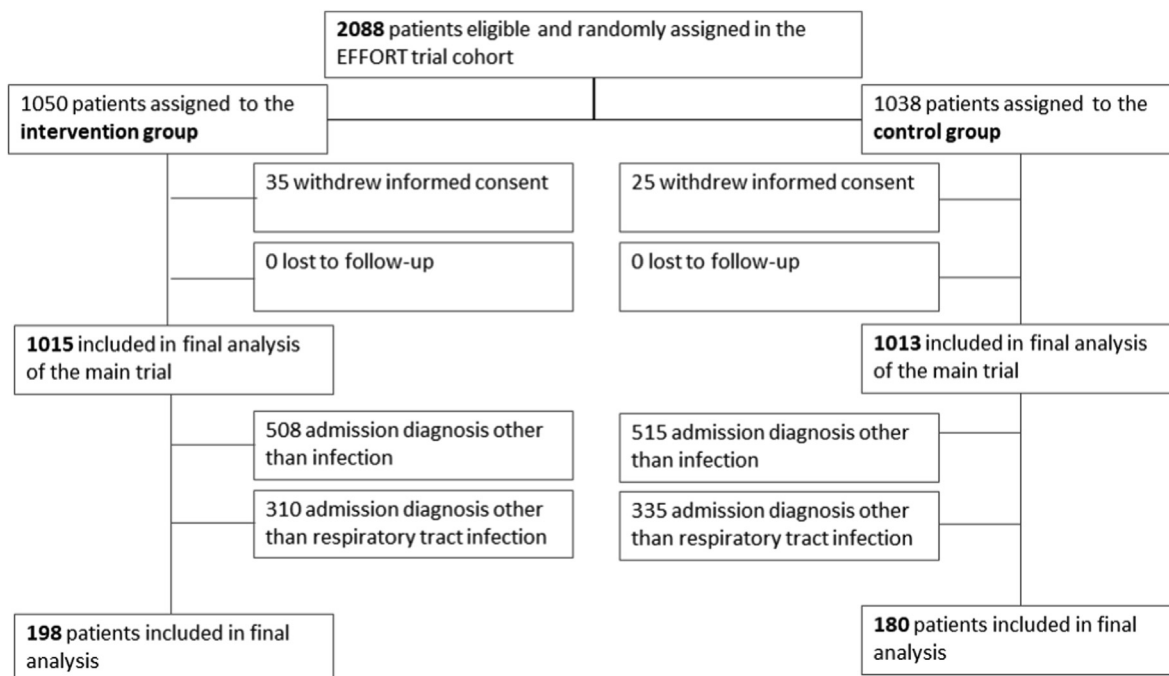 2088 patients eligible and randomly assigned in the
EFFORT trial cohort
1050 patients assigned to the
intervention group
1038 patients assigned to the
control group
35 withdrew informed consent
25 withdrew informed consent
0 lost to follow-up
0 lost to follow-up
1015 included in final analysis
of the main trial
1013 included in final analysis
of the main trial
508 admission diagnosis other
than infection
515 admission diagnosis other
than infection
310 admission diagnosis other
than respiratory tract infection
335 admission diagnosis other
than respiratory tract infection
198 patients included in final
analysis
180 patients included in final
analysis